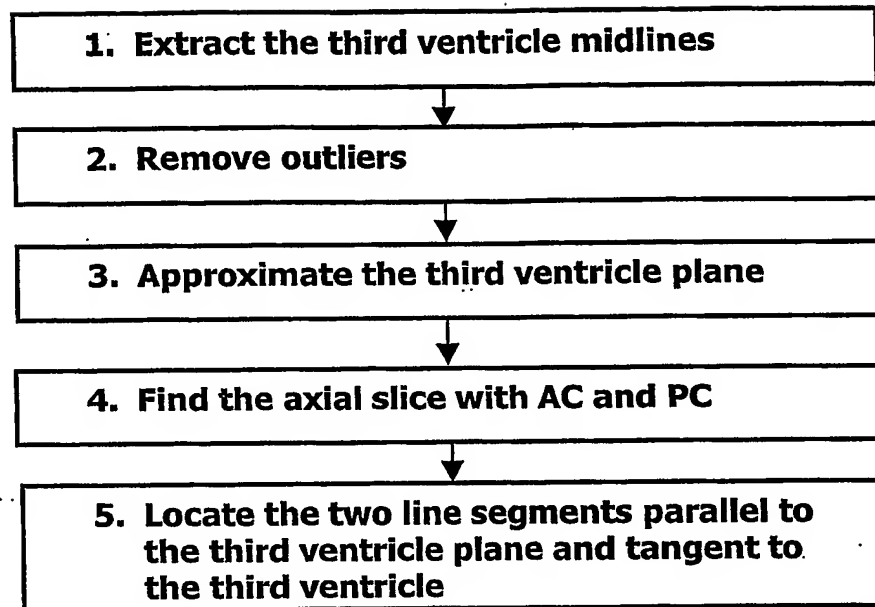 1. Extract the third ventricle midlines
2. Remove outliers
3. Approximate the third ventricle plane
4. Find the axial slice with AC and PC
5. Locate the two line segments parallel to
the third ventricle plane and tangent to
the third ventricle